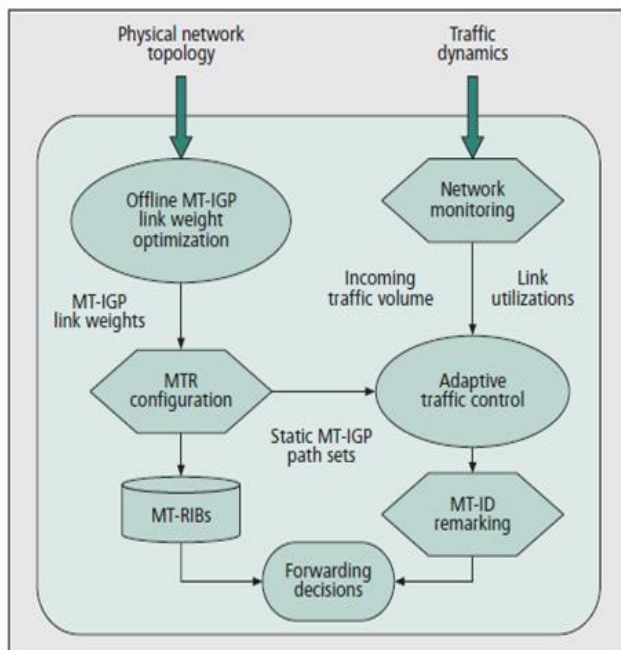 Physical network
topology
Traffic
dynamics
Offline MT-IGP
link weight
optimization
Network
monitoring
Incoming
traffic volume
Link
utilizations
MT-IGP
link weights
MTR
configuration
Adaptive
traffic control
Static MT-IGP
path sets
MT-RIBs
MT-ID
remarking
Forwarding
decisions